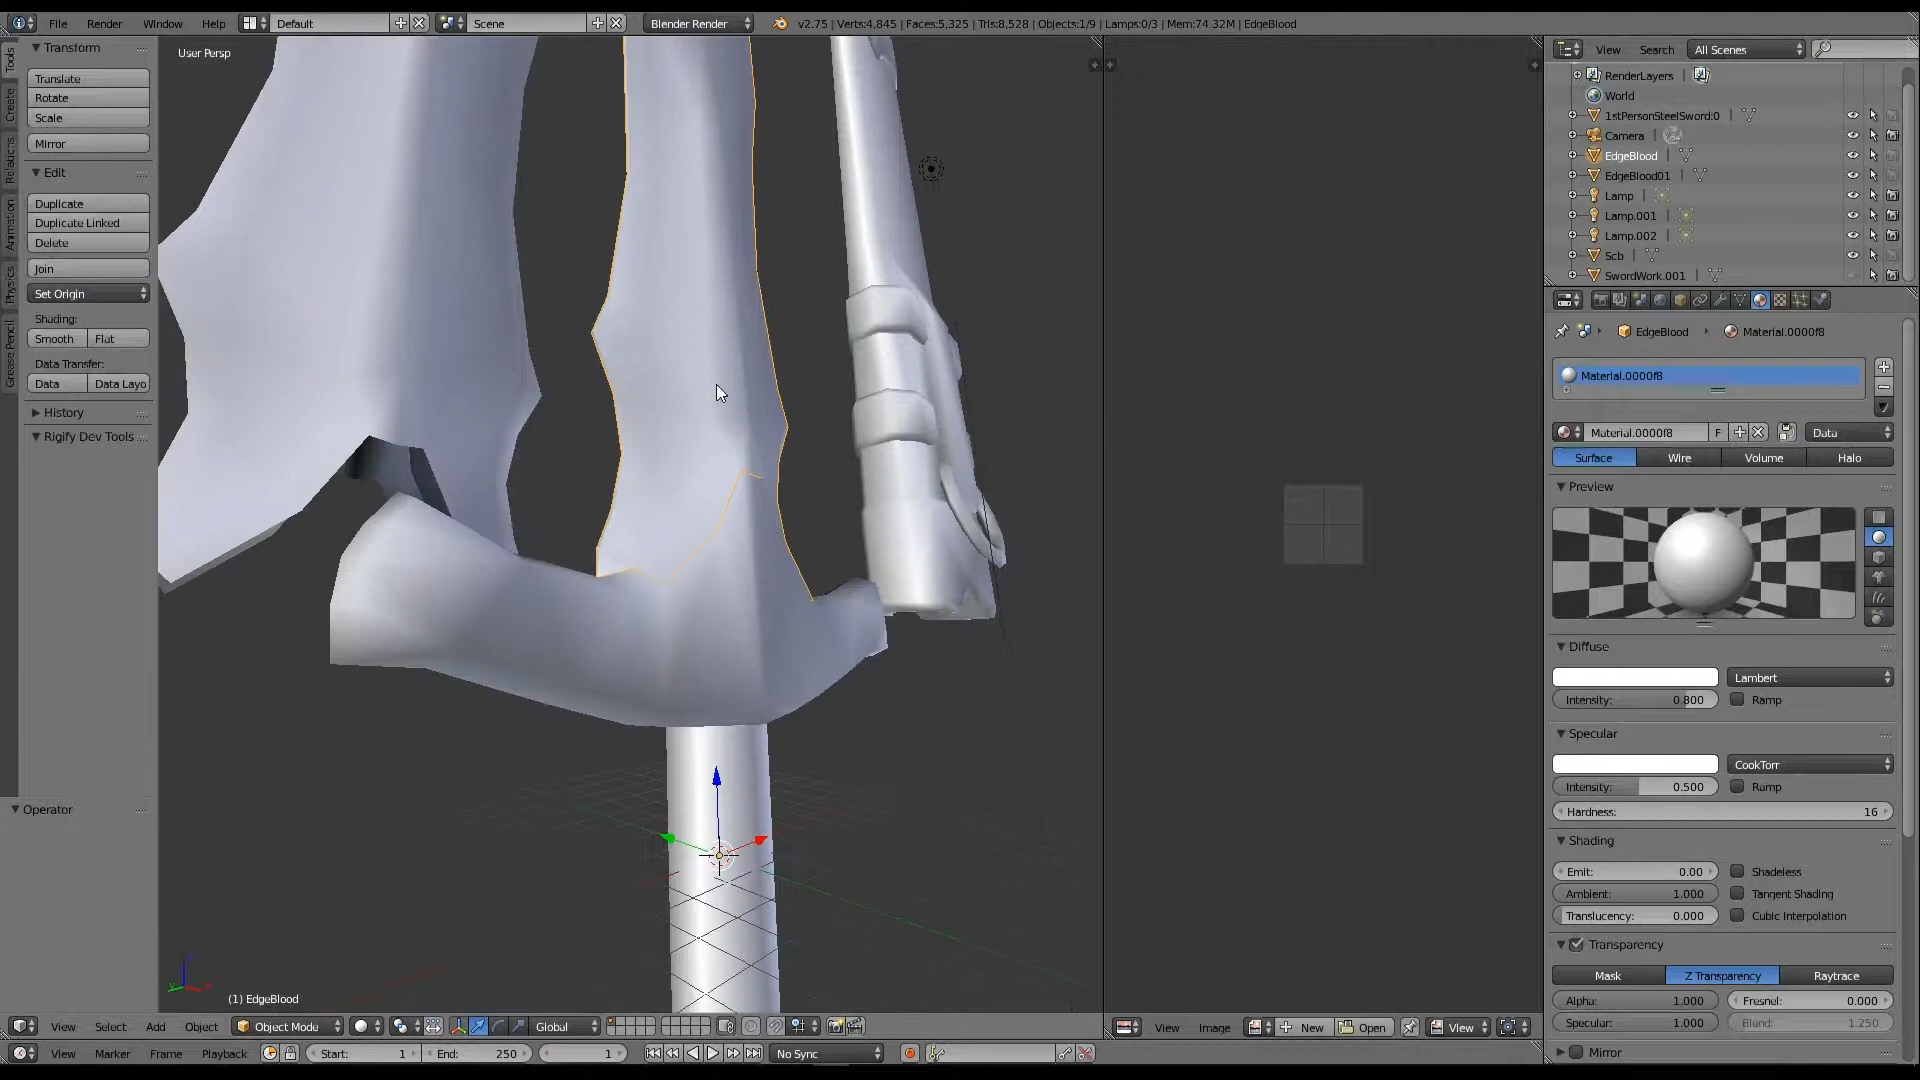 File Render Window Help Default Scene Blender Render v2.75 | Verts:4,845 | Faces:5,325 | Tris:8,528 | Objects:1/9 | Lamps:0/3 | Mem:74.32M | EdgeBlood
Tools
Create
Relations
Animation
Physics
Grease Pencil
Transform
Translate
Rotate
Scale
Mirror
Edit
Duplicate
Duplicate Linked
Delete
Join
Set Origin
Shading:
Smooth Flat
Data Transfer:
Data Data Layo
History
Rigify Dev Tools
Operator
User Persp
(1) EdgeBlood
View Select Add Object Object Mode Global
View Image New Open View
View Marker Frame Playback Start: 1 End: 250 1 No Sync
View Search All Scenes
RenderLayers
World
1stPersonSteelSword:0
Camera
EdgeBlood
EdgeBlood01
Lamp
Lamp.001
Lamp.002
Scb
SwordWork.001
EdgeBlood Material.0000f8
Material.0000f8
Material.0000f8 F Data
Surface Wire Volume Halo
Preview
Diffuse
Lambert
Intensity: 0.800 Ramp
Specular
CookTorr
Intensity: 0.500 Ramp
Hardness: 16
Shading
Emit: 0.00 Shadeless
Ambient: 1.000 Tangent Shading
Translucency: 0.000 Cubic Interpolation
Transparency
Mask Z Transparency Raytrace
Alpha: 1.000 Fresnel: 0.000
Specular: 1.000 Blend: 1.250
Mirror